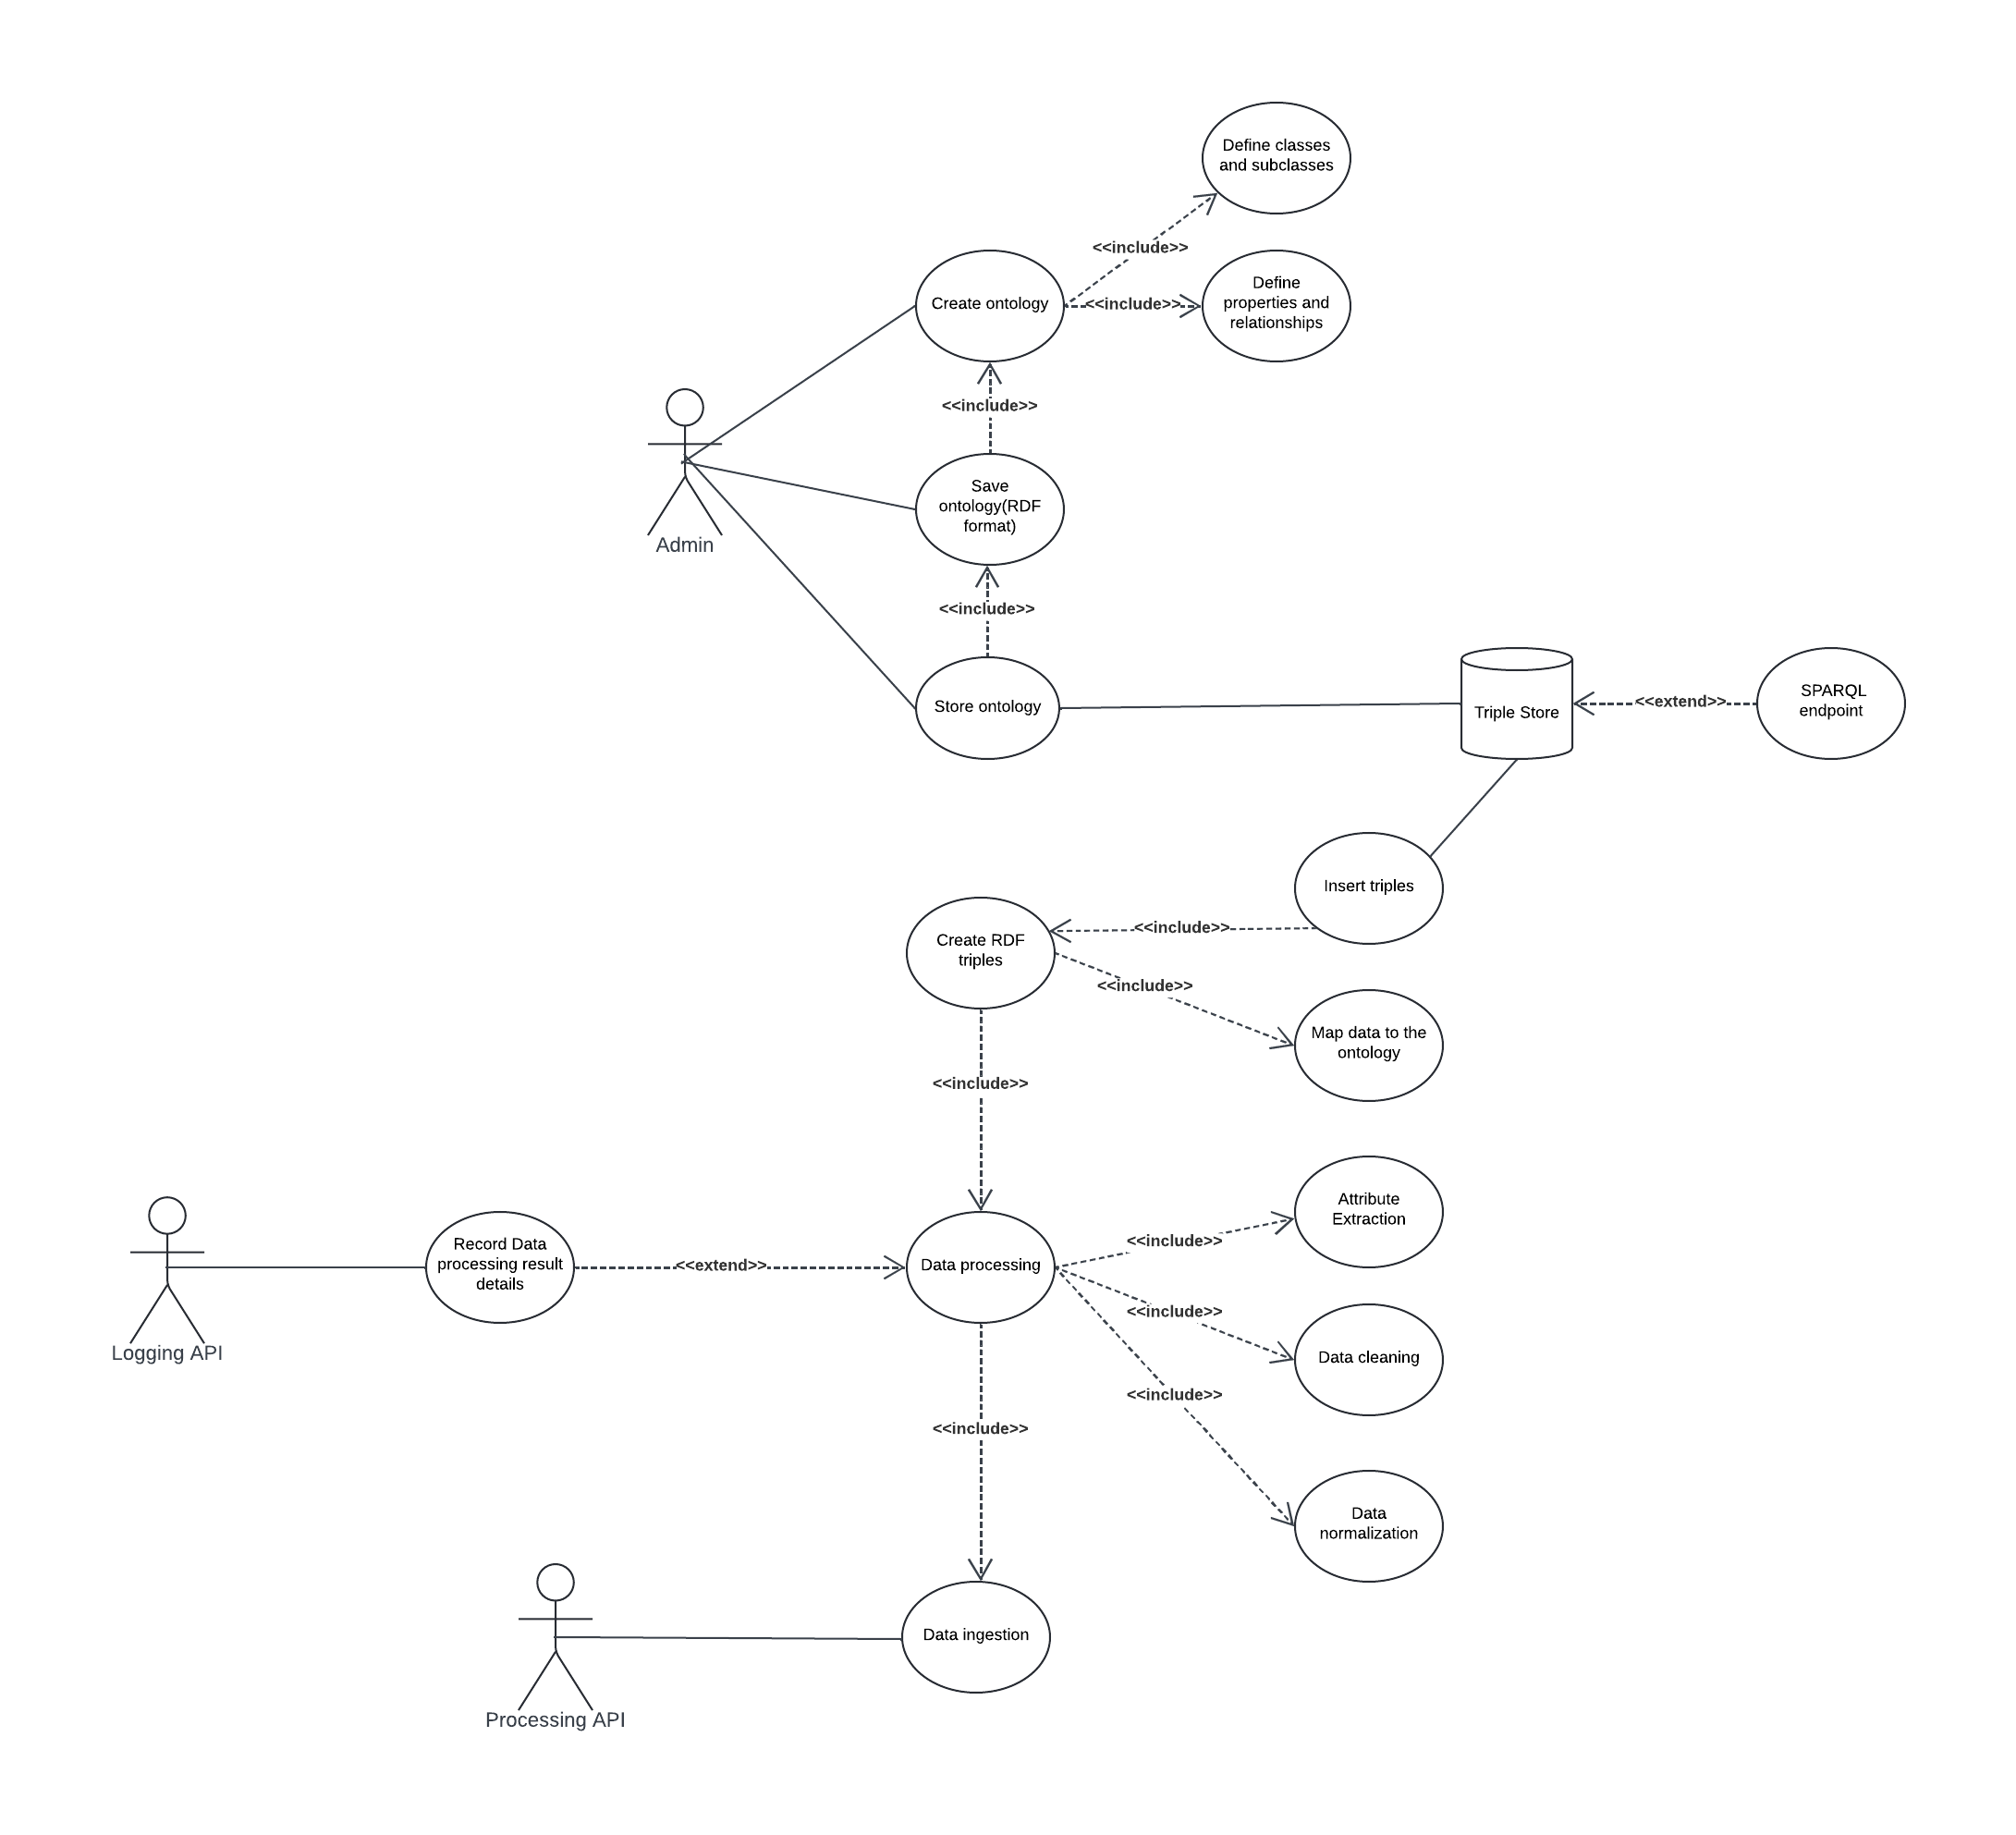 Define classes
and subclasses
<<include>>
Create ontology
<<include>>
Define
properties and
relationships
<<include>>
Save
ontology(RDF
format)
Admin
<<include>>
Store ontology
Triple Store
<<extend>>
SPARQL
endpoint
Insert triples
<<include>>
Create RDF
triples
<<include>>
Map data to the
ontology
<<include>>
Attribute
Extraction
<<include>>
Record Data
processing result
details
<<extend>>
Data processing
Logging API
<<include>>
Data cleaning
<<include>>
<<include>>
Data
normalization
Data ingestion
Processing API